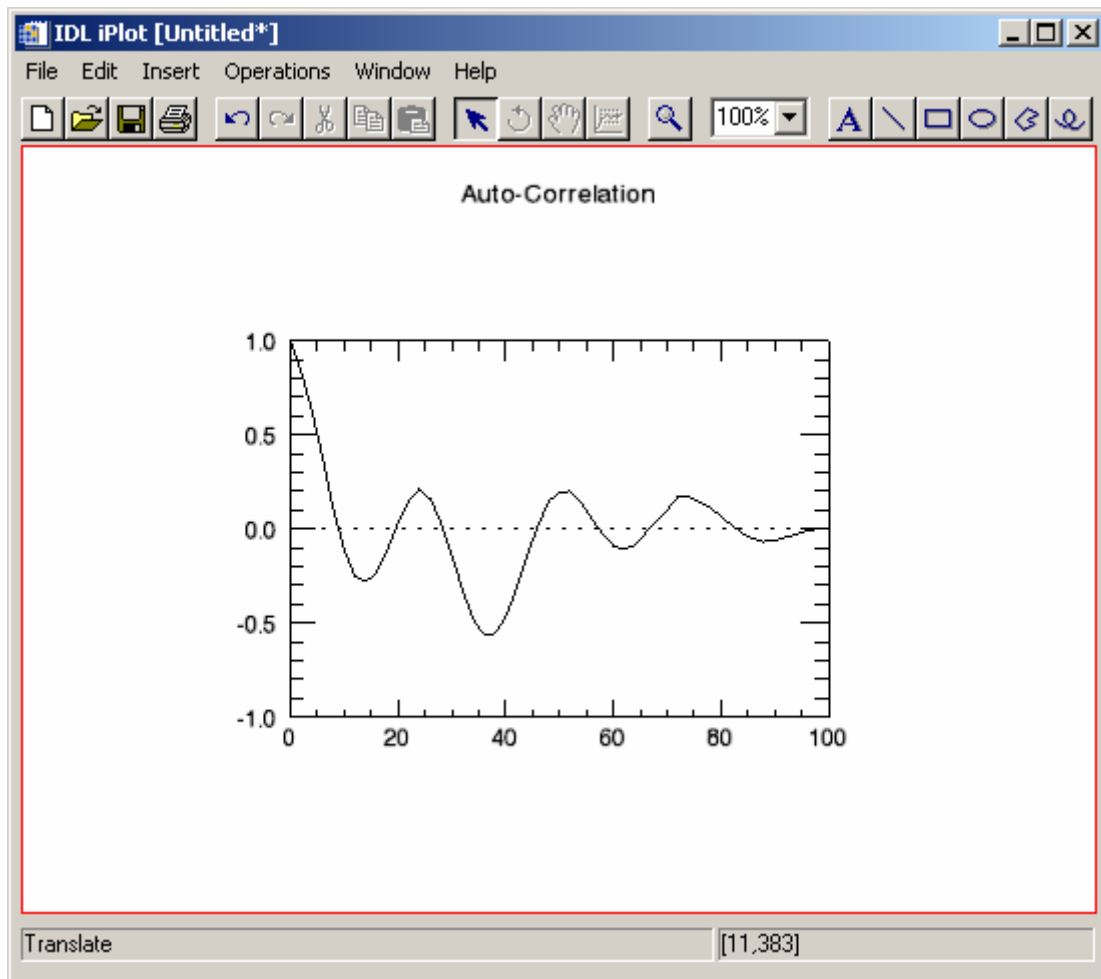 IDL iPlot [Untitled*]
File Edit Insert Operations Window Help
100%
A
Auto-Correlation
1.0
0.5
0.0
-0.5
-1.0
0 20 40 60 80 100
Translate [11,383]